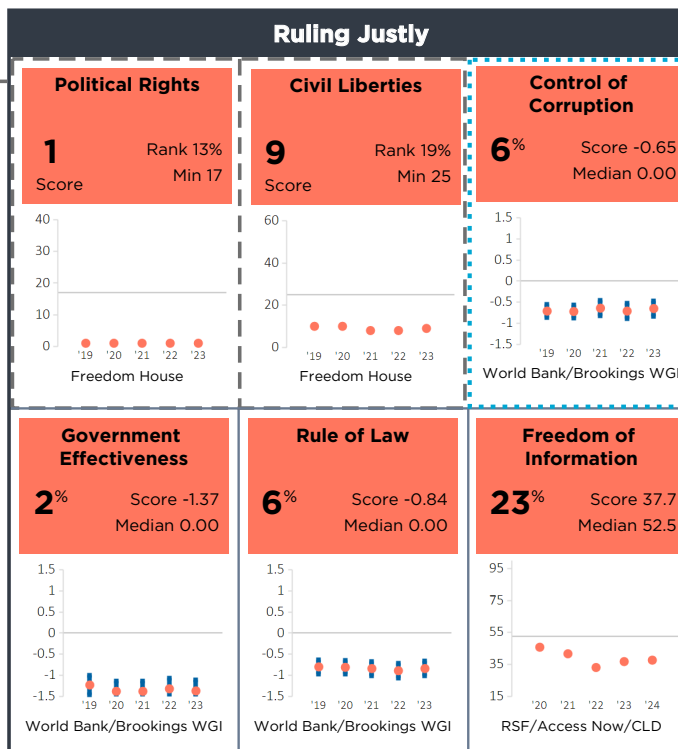 Ruling Justly
Political Rights
1
Score
Rank 13%
Min 17
40
30
20
10
0
'19 '20 '21 '22 '23
Freedom House
Civil Liberties
9
Score
Rank 19%
Min 25
60
40
20
0
'19 '20 '21 '22 '23
Freedom House
Control of
Corruption
6%
Score -0.65
Median 0.00
1.5
1
0.5
0
-0.5
-1
-1.5
'19 '20 '21 '22 '23
World Bank/Brookings WGI
Government
Effectiveness
2%
Score -1.37
Median 0.00
1.5
1
0.5
0
-0.5
-1
-1.5
'19 '20 '21 '22 '23
World Bank/Brookings WGI
Rule of Law
6%
Score -0.84
Median 0.00
1.5
1
0.5
0
-0.5
-1
-1.5
'19 '20 '21 '22 '23
World Bank/Brookings WGI
Freedom of
Information
23%
Score 37.7
Median 52.5
95
75
55
35
15
'20 '21 '22 '23 '24
RSF/Access Now/CLD